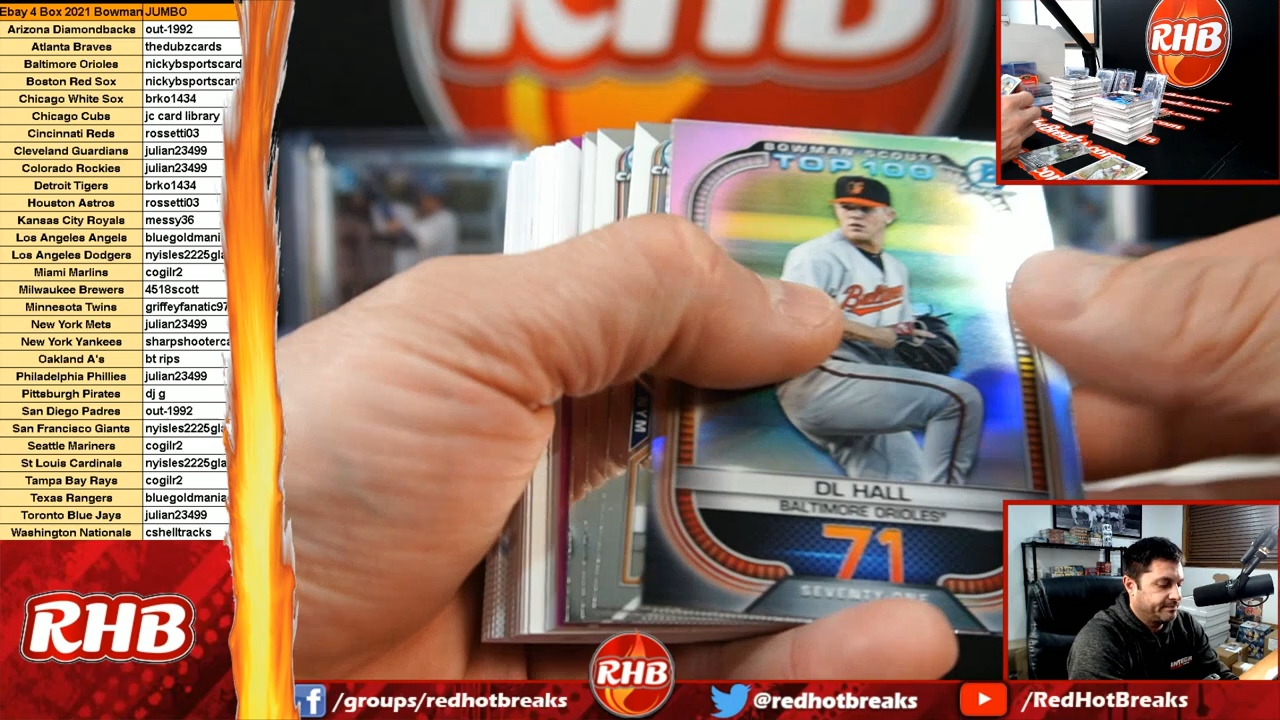 Ebay 4 Box 2021 Bowman JUMBO
Arizona Diamondbacks out-1992
Atlanta Braves thedubzcards
Baltimore Orioles nickybsportscard
Boston Red Sox nickybsportscard
Chicago White Sox brko1434
Chicago Cubs jc card library
Cincinnati Reds rossetti03
Cleveland Guardians julian23499
Colorado Rockies julian23499
Detroit Tigers brko1434
Houston Astros rossetti03
Kansas City Royals messy36
Los Angeles Angels bluegoldmani
Los Angeles Dodgers nyisles2225gla
Miami Marlins cogilr2
Milwaukee Brewers 4518scott
Minnesota Twins griffeyfanatic97
New York Mets julian23499
New York Yankees sharpshooterca
Oakland A's bt rips
Philadelphia Phillies julian23499
Pittsburgh Pirates dj g
San Diego Padres out-1992
San Francisco Giants nyisles2225gla
Seattle Mariners cogilr2
St Louis Cardinals nyisles2225gla
Tampa Bay Rays cogilr2
Texas Rangers bluegoldmania
Toronto Blue Jays julian23499
Washington Nationals cshelltracks
RHB
RHB
RHB
BOWMAN SCOUTS
TOP 100
DL HALL
BALTIMORE ORIOLES
71
SEVENTY ONE
RHB
/groups/redhotbreaks
@redhotbreaks
/RedHotBreaks